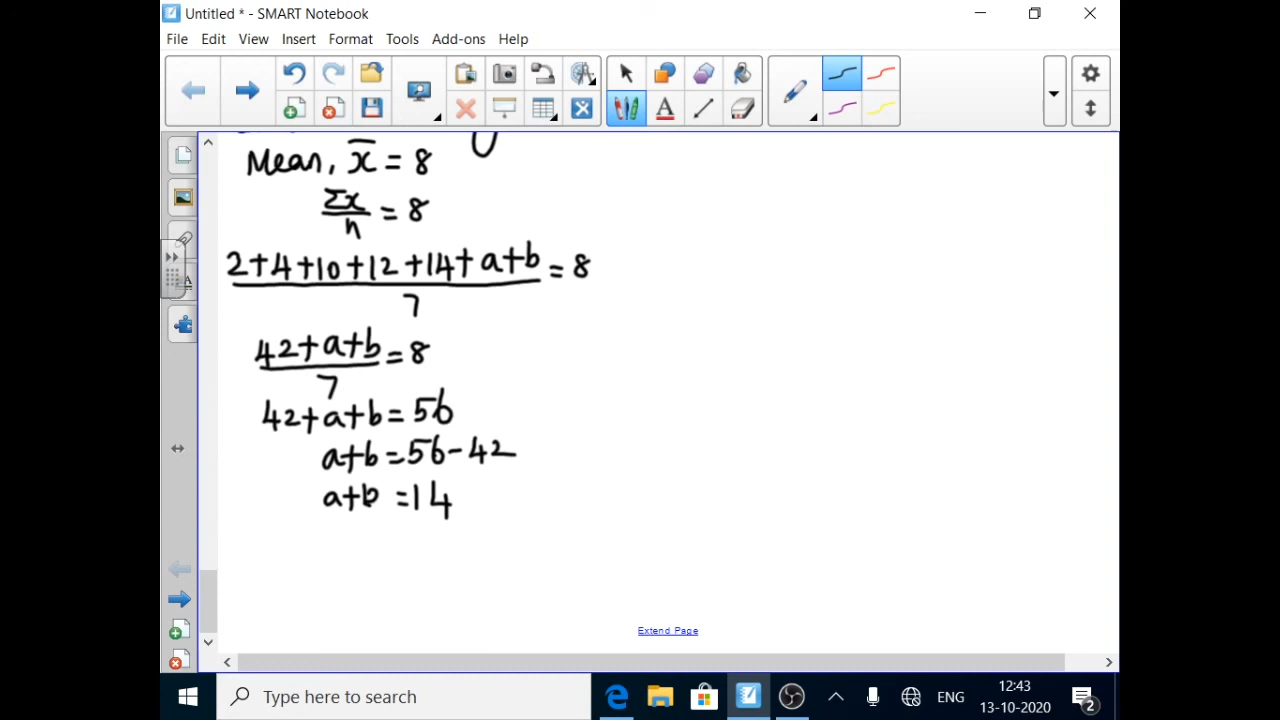 Untitled * - SMART Notebook
File Edit View Insert Format Tools Add-ons Help
Mean, x̄ = 8
Σx/n = 8
2+4+10+12+14+a+b/7 = 8
42+a+b/7 = 8
42+a+b = 56
a+b = 56-42
a+b = 14
Extend Page
Type here to search
ENG
12:43
13-10-2020
2